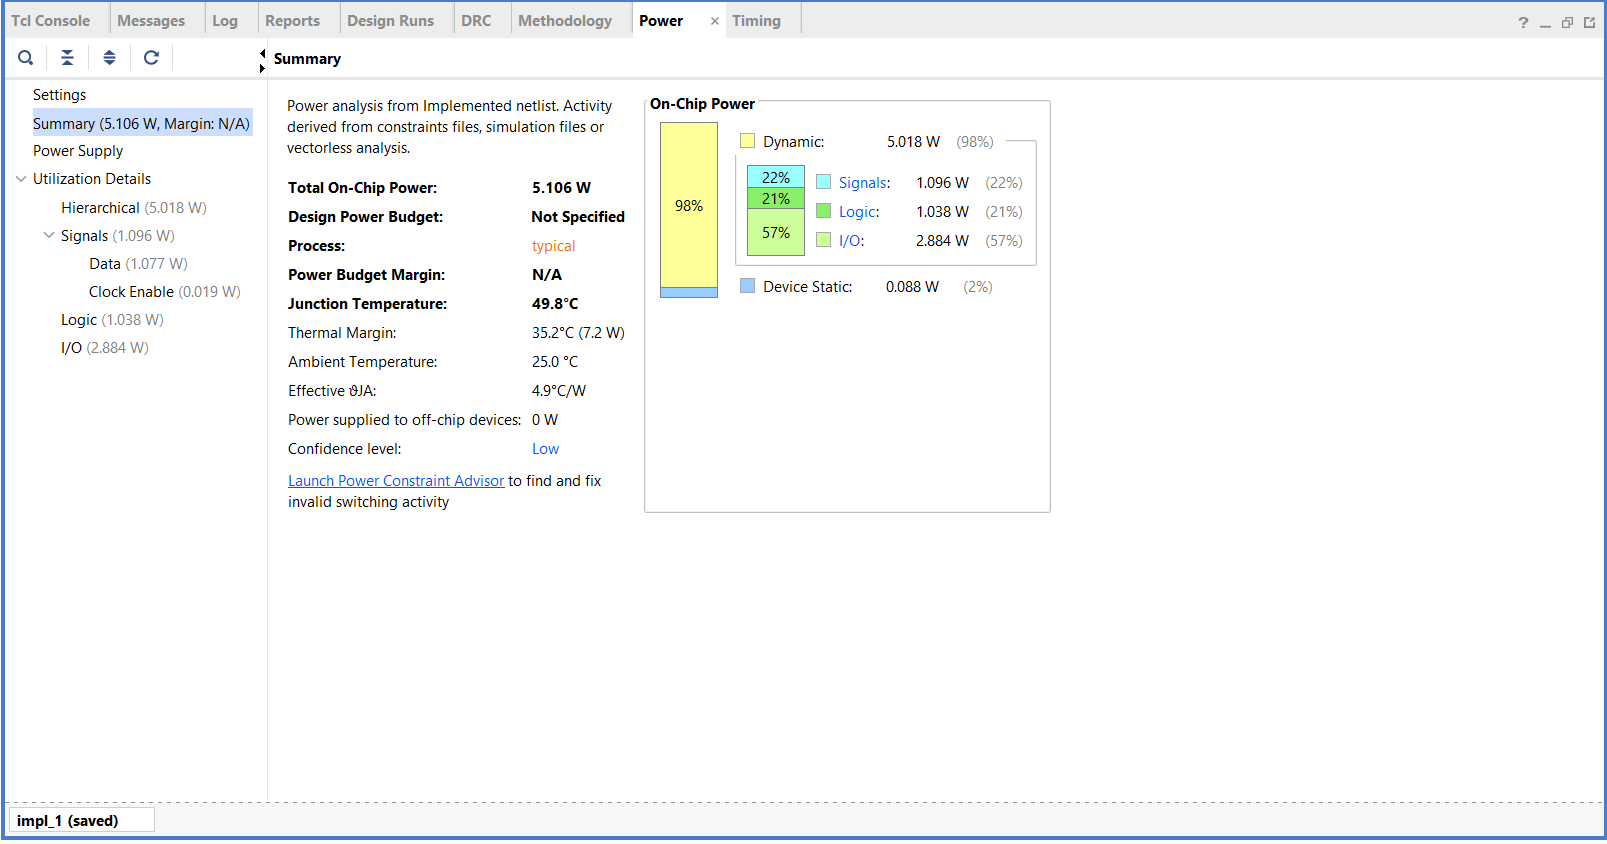 Tcl Console Messages Log Reports Design Runs DRC Methodology Power × Timing
? _
Summary
Settings
Summary (5.106 W, Margin: N/A)
Power Supply
Utilization Details
Hierarchical (5.018 W)
Signals (1.096 W)
Data (1.077 W)
Clock Enable (0.019 W)
Logic (1.038 W)
I/O (2.884 W)
Power analysis from Implemented netlist. Activity
derived from constraints files, simulation files or
vectorless analysis.
Total On-Chip Power: 5.106 W
Design Power Budget: Not Specified
Process: typical
Power Budget Margin: N/A
Junction Temperature: 49.8°C
Thermal Margin: 35.2°C (7.2 W)
Ambient Temperature: 25.0 °C
Effective ϑJA: 4.9°C/W
Power supplied to off-chip devices: 0 W
Confidence level: Low
Launch Power Constraint Advisor to find and fix
invalid switching activity
On-Chip Power
98%
Dynamic: 5.018 W (98%)
22% Signals: 1.096 W (22%)
21% Logic: 1.038 W (21%)
57% I/O: 2.884 W (57%)
Device Static: 0.088 W (2%)
impl_1 (saved)